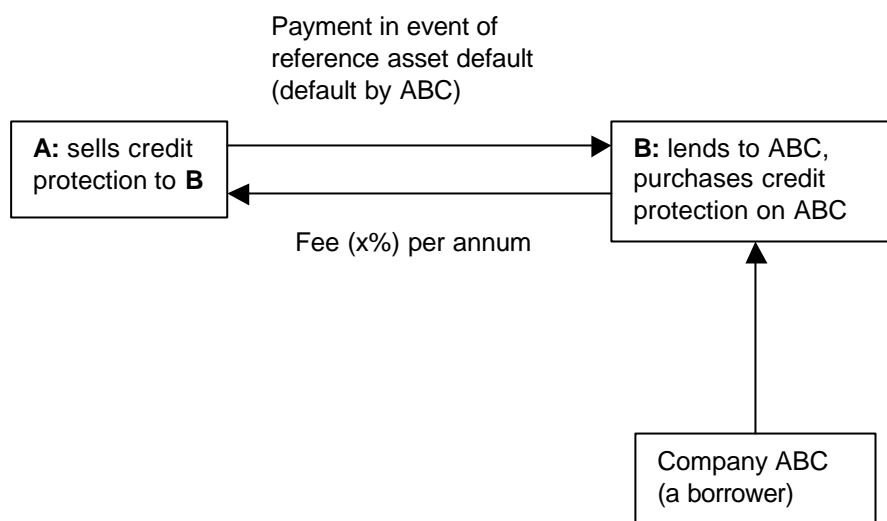 Payment in event of
reference asset default
(default by ABC)
A: sells credit
protection to B
B: lends to ABC,
purchases credit
protection on ABC
Fee (x%) per annum
Company ABC
(a borrower)